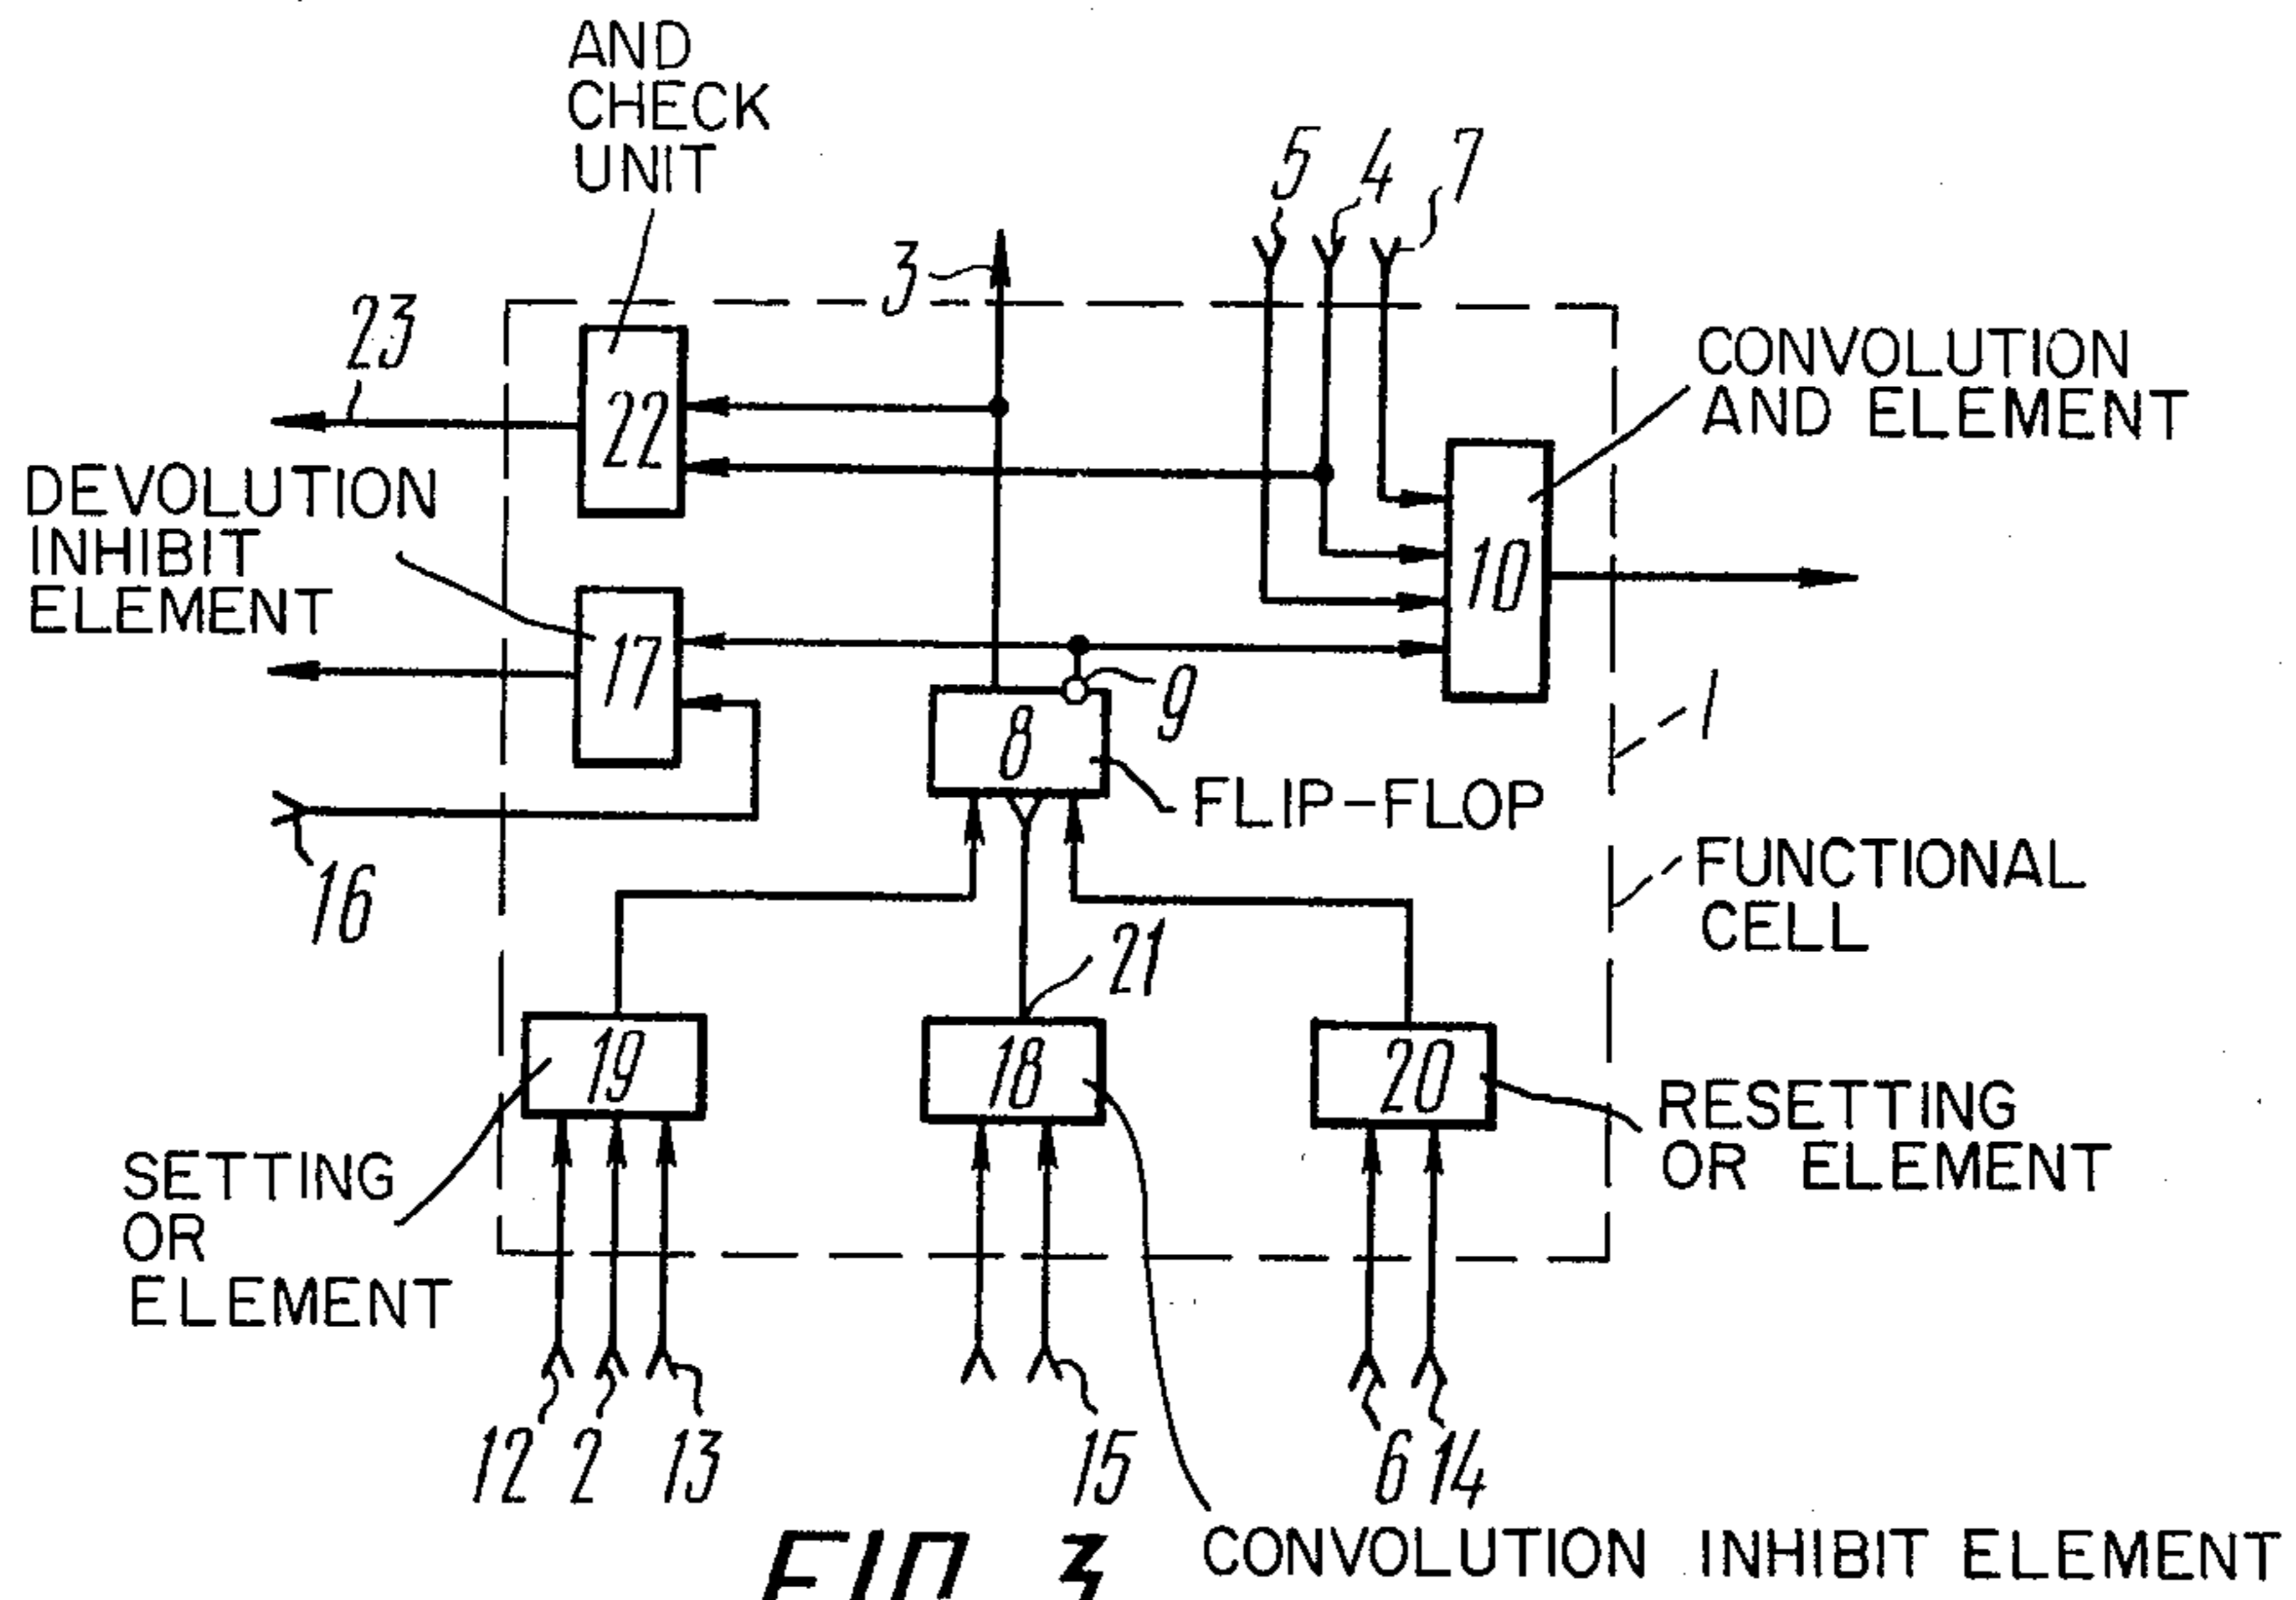 AND
CHECK
UNIT
5 4 7
3
23
CONVOLUTION
AND ELEMENT
22
DEVOLUTION
INHIBIT
ELEMENT
10
17
9
1
8
FLIP-FLOP
16
FUNCTIONAL
CELL
21
19 18 20
RESETTING
OR ELEMENT
SETTING
OR
ELEMENT
12 2 13 15 6 14
CONVOLUTION INHIBIT ELEMENT